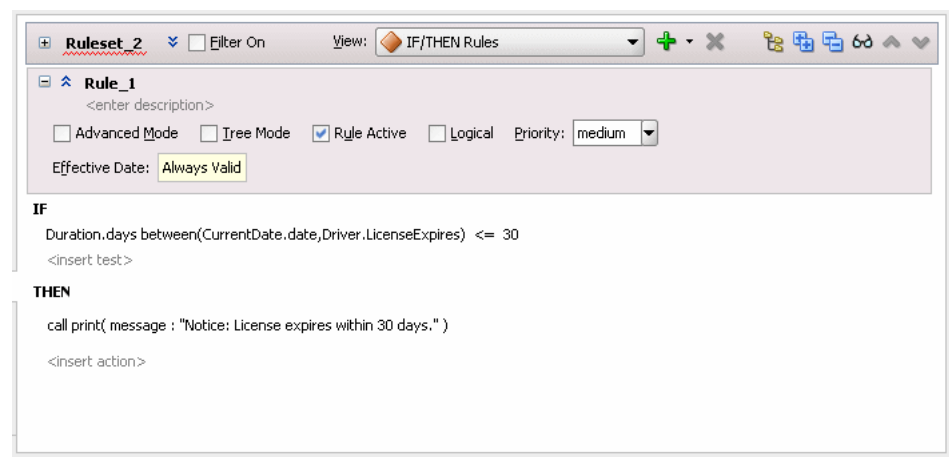 Ruleset_2 Filter On View: IF/THEN Rules
Rule_1
<enter description>
Advanced Mode Tree Mode Rule Active Logical Priority: medium
Effective Date: Always Valid
IF
Duration.days between(CurrentDate.date,Driver.LicenseExpires) <= 30
<insert test>
THEN
call print( message : "Notice: License expires within 30 days." )
<insert action>